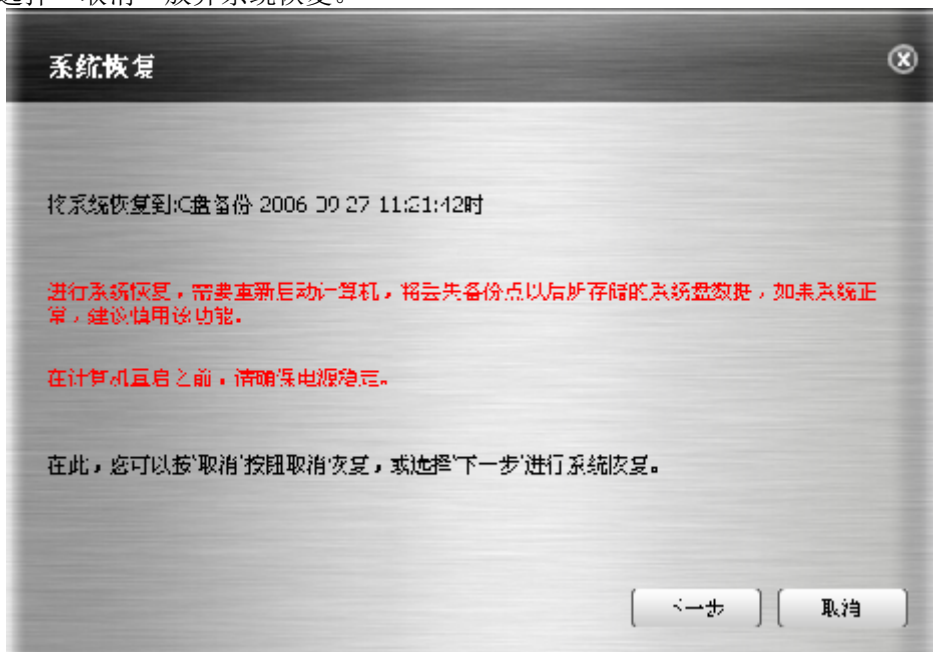 选择“取消”放弃系统恢复。
系统恢复
将系统恢复到:C盘备份 2006 09 27 11:21:42时
进行系统恢复，需要重新启动计算机，将丢失备份点以后所存储的系统盘数据，如果系统正
常，建议慎用该功能。
在计算机重启之前，请确保电源稳定。
在此，您可以按'取消'按钮取消恢复，或选择'下一步'进行系统恢复。
下一步
取消